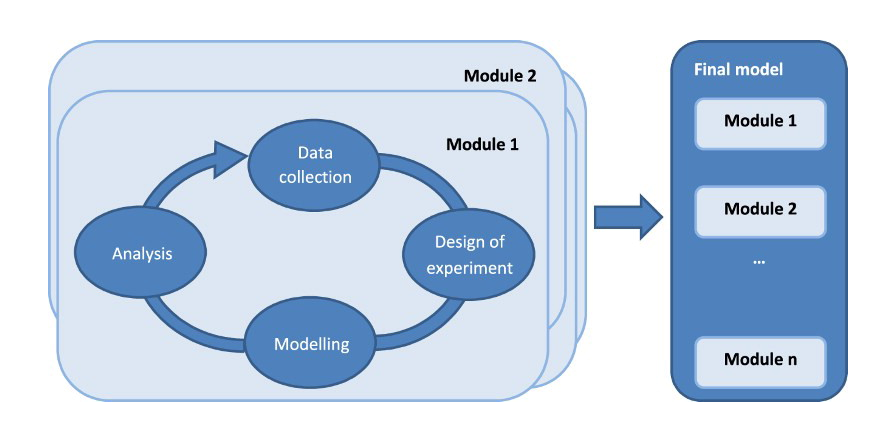 Module 2
Module 1
Data
collection
Design of
experiment
Modelling
Analysis
Final model
Module 1
Module 2
...
Module n